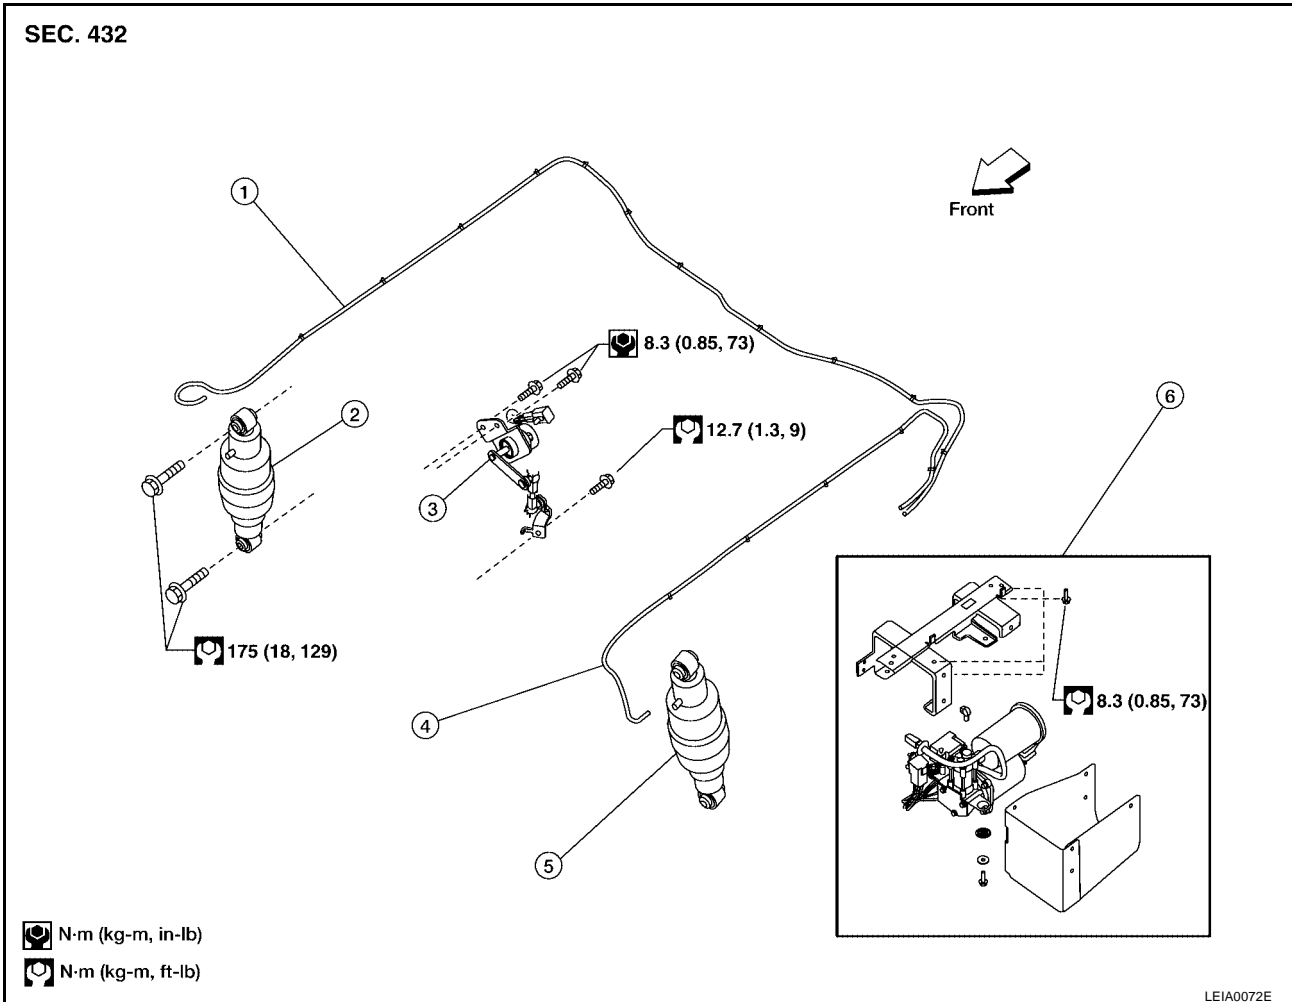 SEC. 432
1
Front
8.3 (0.85, 73)
6
2
12.7 (1.3, 9)
3
175 (18, 129)
8.3 (0.85, 73)
4
5
N·m (kg-m, in-lb)
N·m (kg-m, ft-lb)
LEIA0072E